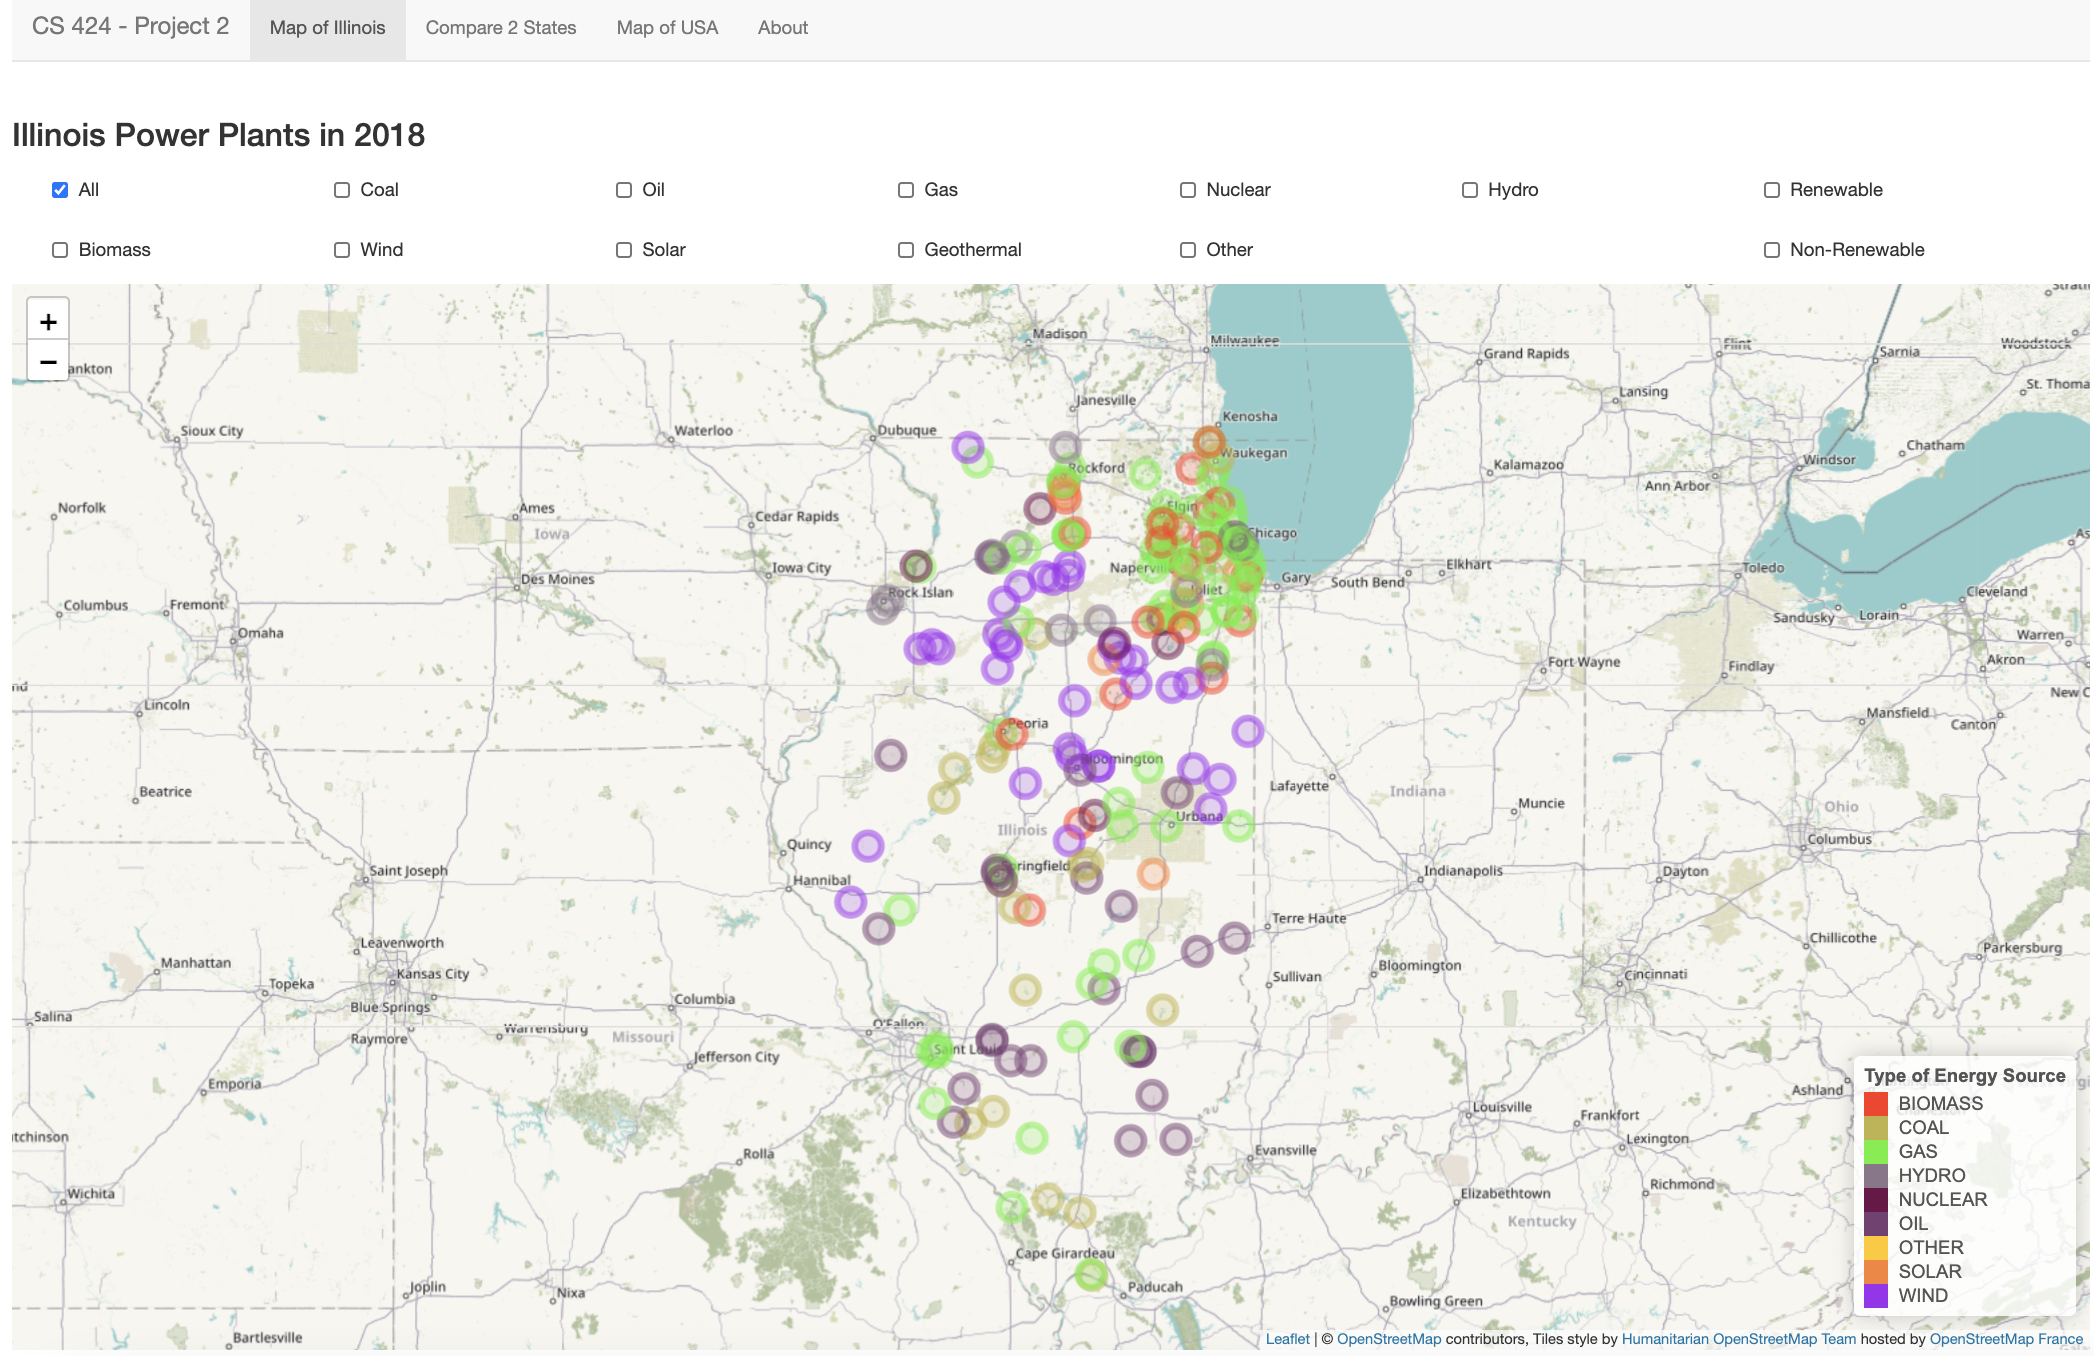 CS 424 - Project 2 Map of Illinois Compare 2 States Map of USA About
Illinois Power Plants in 2018
All Coal Oil Gas Nuclear Hydro Renewable
Biomass Wind Solar Geothermal Other Non-Renewable
+
−
Madison
Milwaukee
Grand Rapids
Flint
Sarnia
Woodstock
ankton
St. Thoma
Lansing
Janesville
Kenosha
Sioux City
Waterloo
Dubuque
Chatham
Waukegan
Windsor
Rockford
Kalamazoo
Ann Arbor
Norfolk
Ames
Cedar Rapids
Elgin
Iowa
Chicago
As
Iowa City
Naperville
Elkhart
Toledo
Des Moines
Gary
South Bend
Rock Islan
Joliet
Cleveland
Columbus
Fremont
Sandusky
Lorain
Omaha
Warren
Fort Wayne
Findlay
Akron
nd
New C
Lincoln
Mansfield
Peoria
Canton
Bloomington
Lafayette
Indiana
Beatrice
Muncie
Ohio
Urbana
Illinois
Columbus
Quincy
Saint Joseph
Springfield
Indianapolis
Dayton
Hannibal
Terre Haute
Leavenworth
Chillicothe
Parkersburg
Manhattan
Kansas City
Bloomington
Cincinnati
Topeka
Sullivan
Blue Springs
Columbia
Salina
O'Fallon
Warrensburg
Missouri
Raymore
Saint Louis
Jefferson City
Emporia
Ashland
Louisville
Frankfort
tchinson
Lexington
Rolla
Evansville
Wichita
Elizabethtown
Richmond
Kentucky
Cape Girardeau
Joplin
Nixa
Paducah
Bowling Green
Bartlesville
Type of Energy Source
BIOMASS
COAL
GAS
HYDRO
NUCLEAR
OIL
OTHER
SOLAR
WIND
Leaflet | © OpenStreetMap contributors, Tiles style by Humanitarian OpenStreetMap Team hosted by OpenStreetMap France